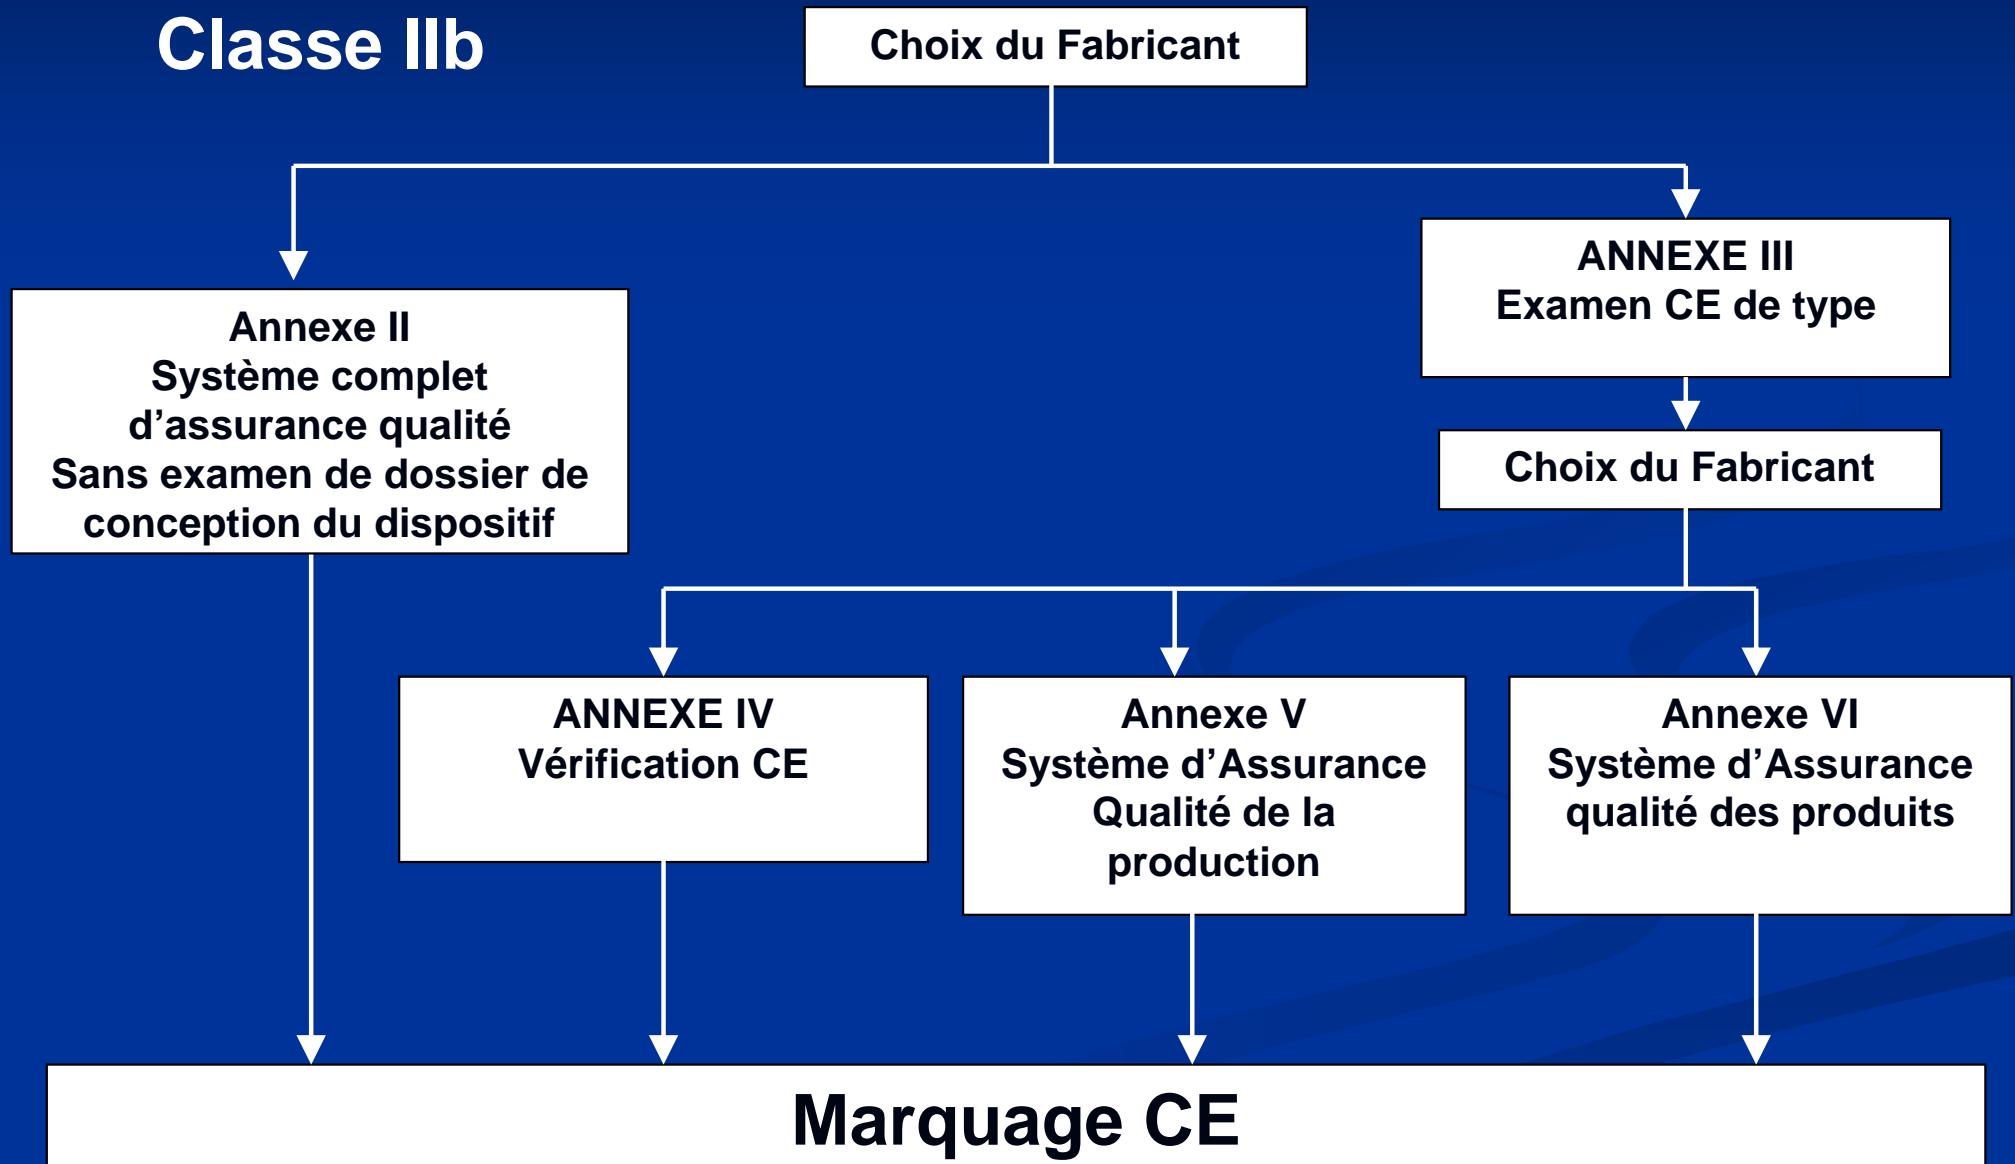 Classe IIb
Choix du Fabricant
ANNEXE III
Examen CE de type
Annexe II
Système complet
d’assurance qualité
Sans examen de dossier de
conception du dispositif
Choix du Fabricant
ANNEXE IV
Vérification CE
Annexe V
Système d’Assurance
Qualité de la
production
Annexe VI
Système d’Assurance
qualité des produits
Marquage CE